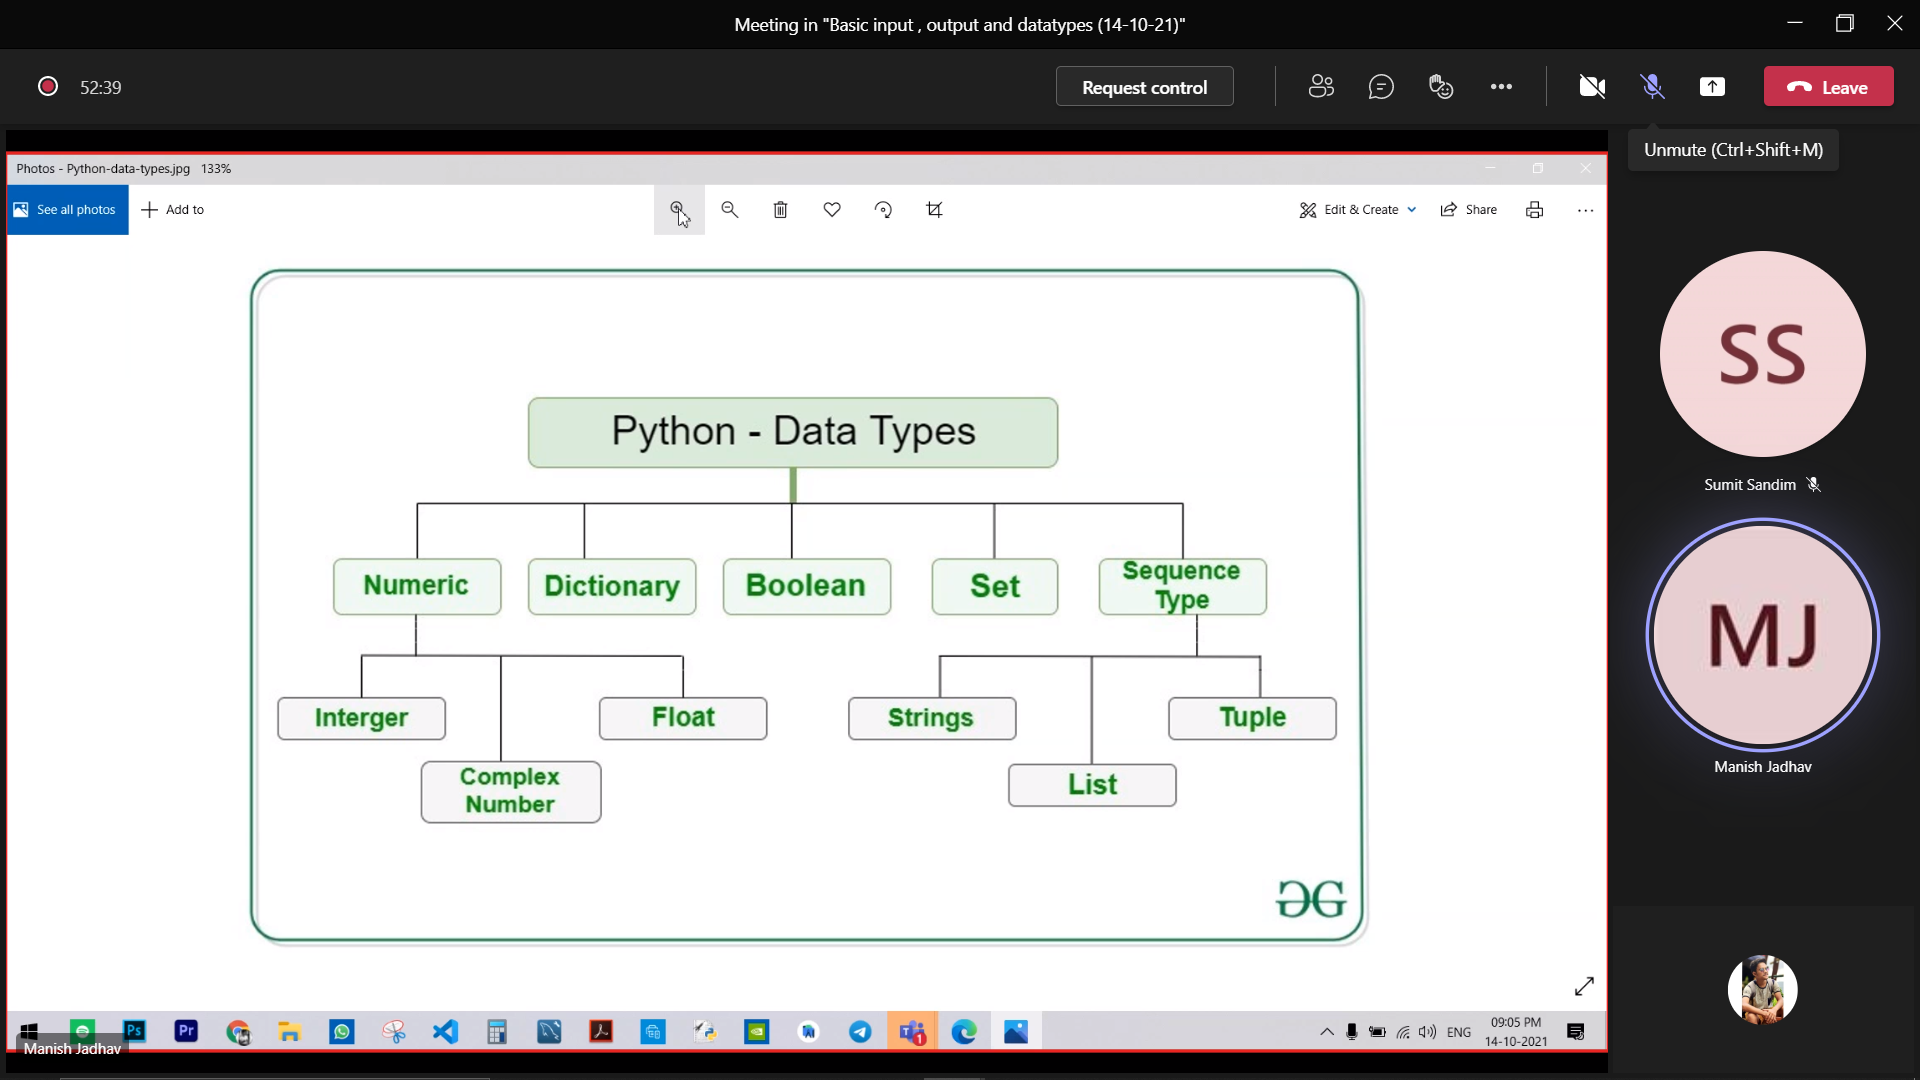 Meeting in "Basic input , output and datatypes (14-10-21)"
52:39
Request control
Leave
Unmute (Ctrl+Shift+M)
Photos - Python-data-types.jpg 133%
See all photos
Add to
Edit & Create
Share
Python - Data Types
Numeric
Dictionary
Boolean
Set
Sequence
Type
Interger
Float
Strings
Tuple
Complex
Number
List
SS
Sumit Sandim
MJ
Manish Jadhav
Ps
Pr
1
ENG
09:05 PM
14-10-2021
Manish Jadhav